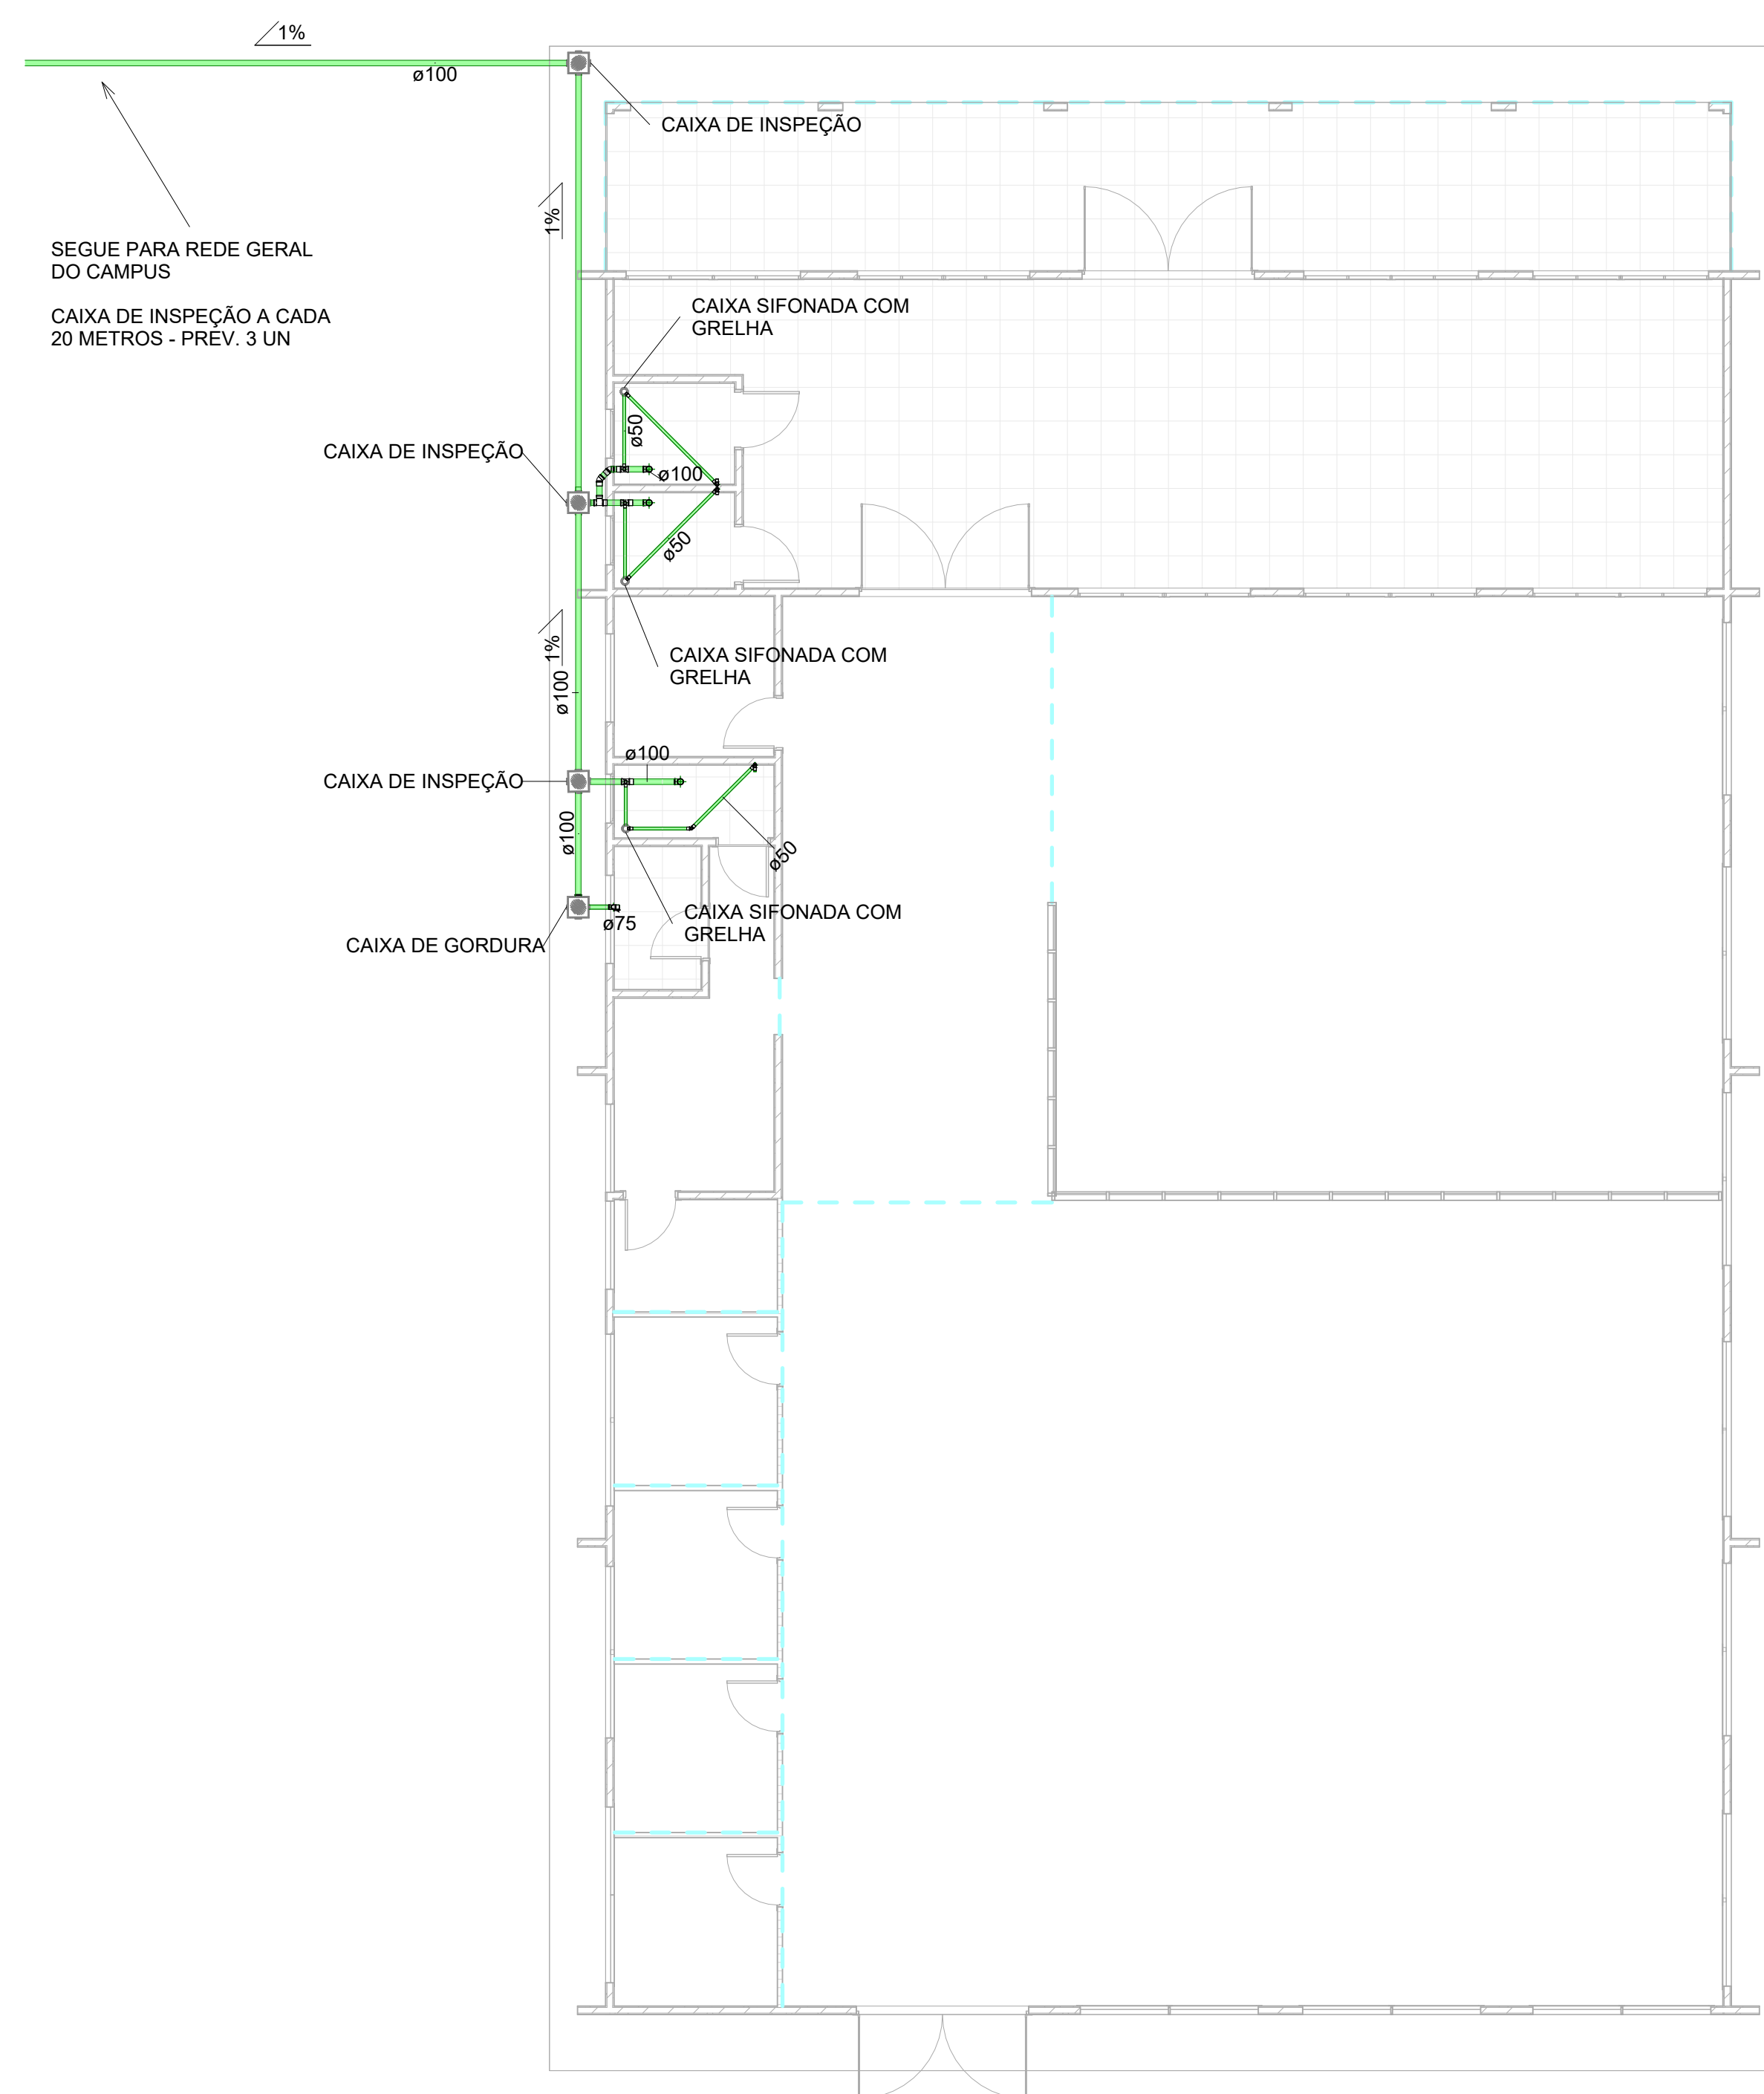 1%
ø100
CAIXA DE INSPEÇÃO
1%
SEGUE PARA REDE GERAL
DO CAMPUS
CAIXA DE INSPEÇÃO A CADA
20 METROS - PREV. 3 UN
CAIXA SIFONADA COM
GRELHA
ø50
CAIXA DE INSPEÇÃO
ø100
ø50
1%
CAIXA SIFONADA COM
GRELHA
ø100
ø100
CAIXA DE INSPEÇÃO
ø100
ø50
CAIXA SIFONADA COM
GRELHA
ø75
CAIXA DE GORDURA